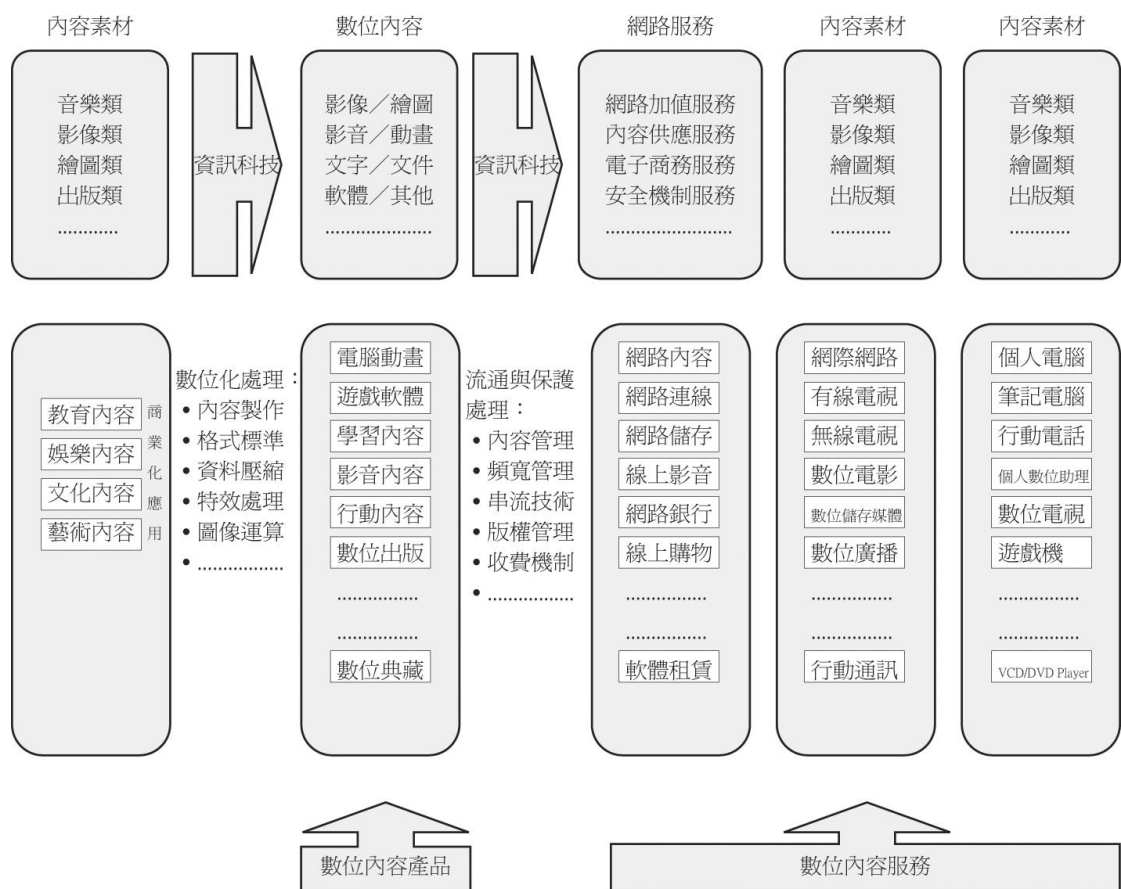 內容素材
音樂類
影像類
繪圖類
出版類
............
資訊科技
數位內容
影像／繪圖
影音／動畫
文字／文件
軟體／其他
.....................
資訊科技
網路服務
網路加值服務
內容供應服務
電子商務服務
安全機制服務
.........................
內容素材
音樂類
影像類
繪圖類
出版類
............
內容素材
音樂類
影像類
繪圖類
出版類
............
教育內容
娛樂內容
文化內容
藝術內容
商業化應用
數位化處理：
• 內容製作
• 格式標準
• 資料壓縮
• 特效處理
• 圖像運算
• .................
電腦動畫
遊戲軟體
學習內容
影音內容
行動內容
數位出版
................
................
數位典藏
流通與保護
處理：
• 內容管理
• 頻寬管理
• 串流技術
• 版權管理
• 收費機制
• .................
網路內容
網路連線
網路儲存
線上影音
網路銀行
線上購物
................
................
軟體租賃
網際網路
有線電視
無線電視
數位電影
數位儲存媒體
數位廣播
................
................
行動通訊
個人電腦
筆記電腦
行動電話
個人數位助理
數位電視
遊戲機
................
................
VCD/DVD Player
數位內容產品
數位內容服務